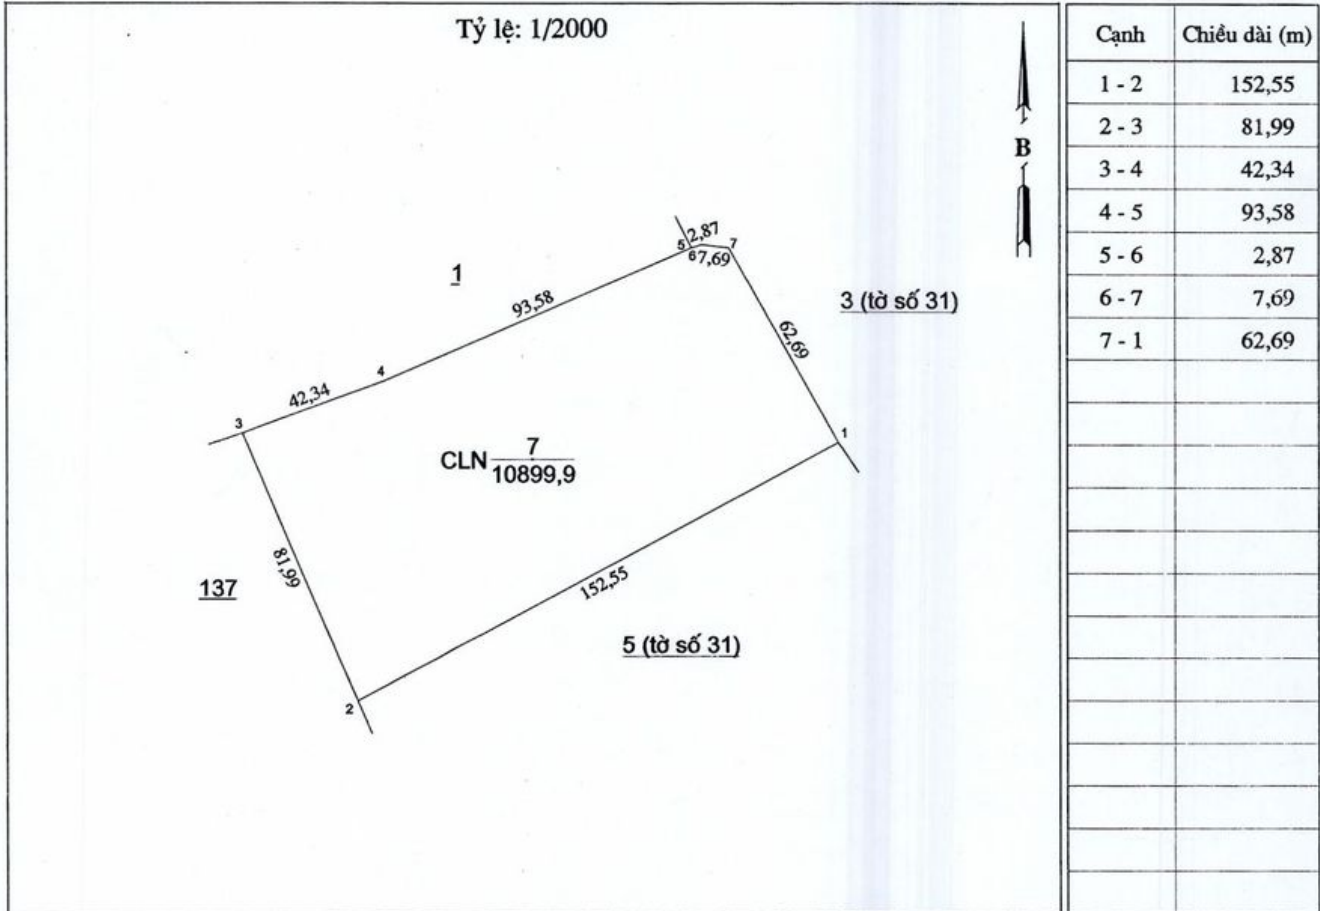 Tỷ lệ: 1/2000
B
5
2,87
7
6
7,69
1
93,58
3 (tờ số 31)
62,69
4
42,34
3
1
CLN 7
10899,9
81,99
137
152,55
5 (tờ số 31)
2
Cạnh Chiều dài (m)
1 - 2 152,55
2 - 3 81,99
3 - 4 42,34
4 - 5 93,58
5 - 6 2,87
6 - 7 7,69
7 - 1 62,69